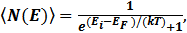 ⟨N(E)⟩ = 1 / e^{(E_i−E_F)/(kT)}+1,